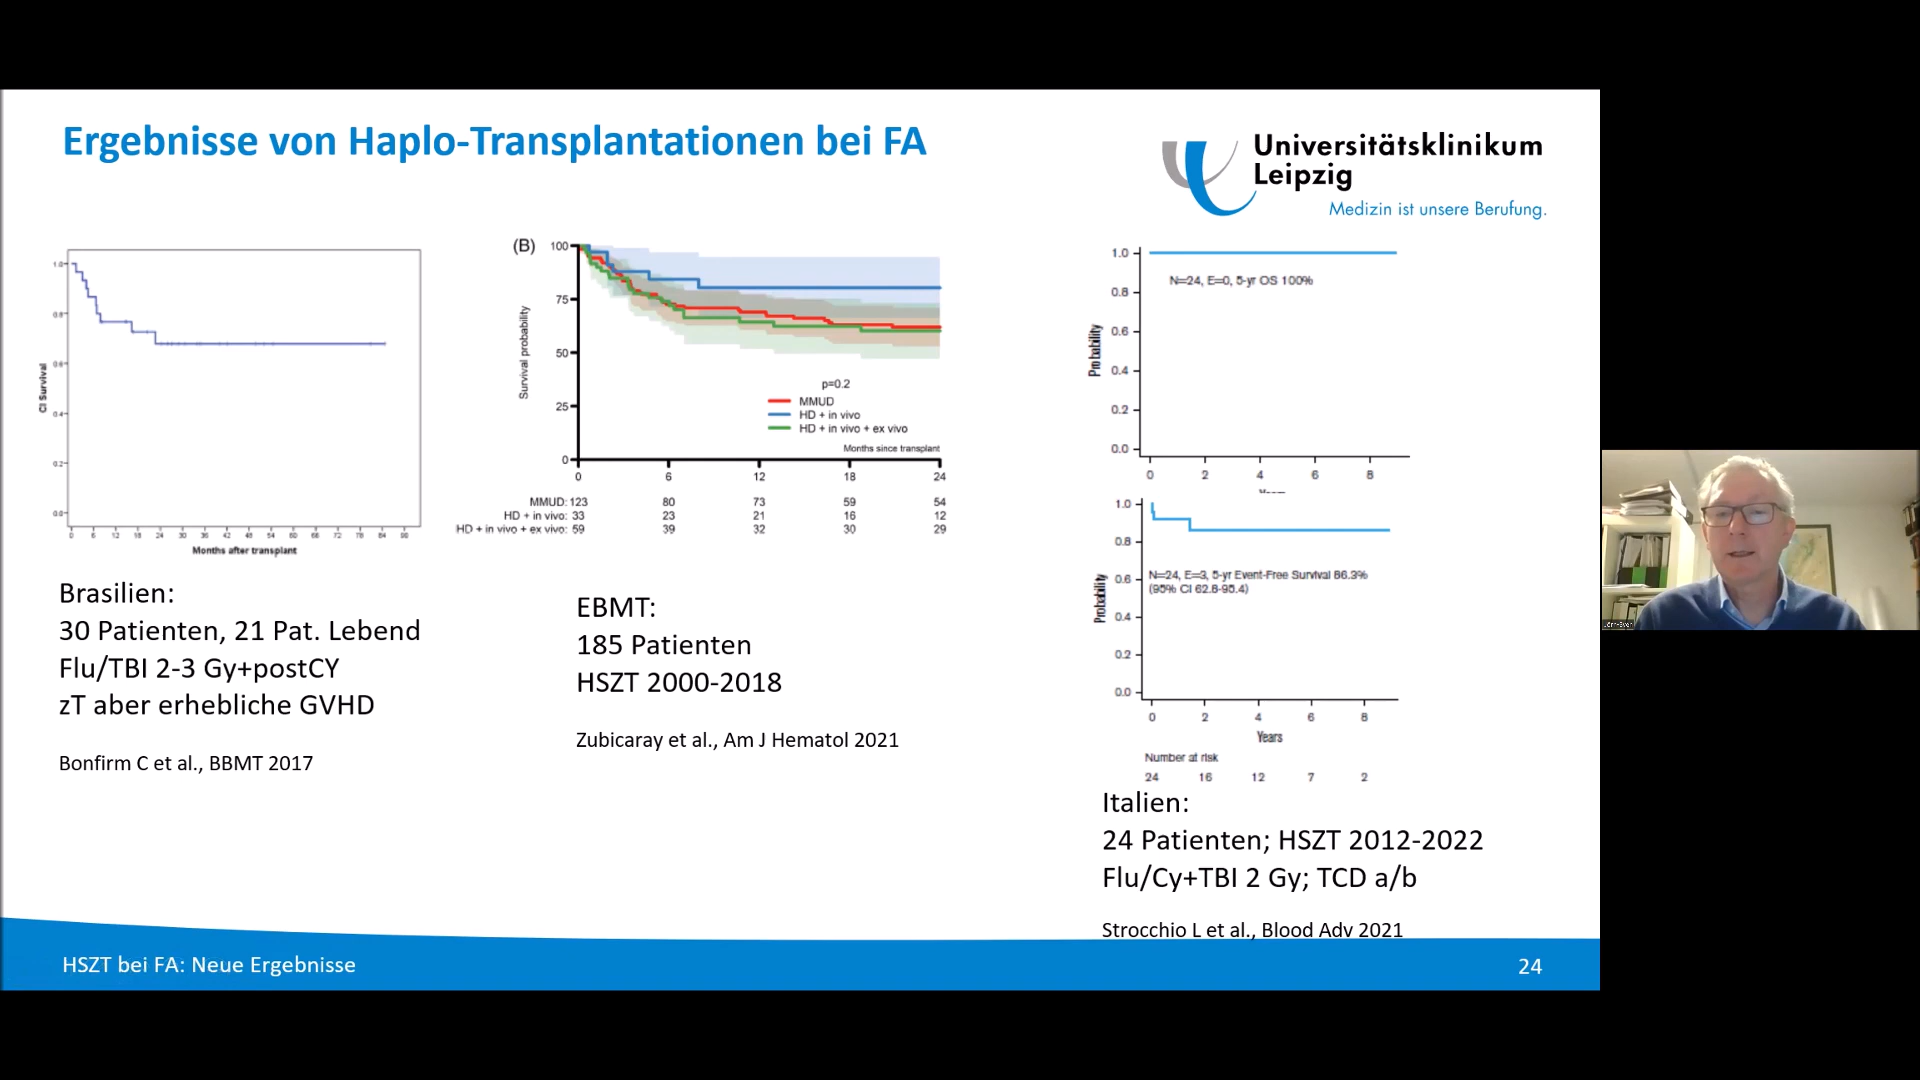 Ergebnisse von Haplo-Transplantationen bei FA
Universitätsklinikum
Leipzig
Medizin ist unsere Berufung.
CI Survival
1.0
0.8
0.6
0.4
0.2
0.0
0 6 12 18 24 30 36 42 48 54 60 66 72 78 84 90
Months after transplant
Brasilien:
30 Patienten, 21 Pat. Lebend
Flu/TBI 2-3 Gy+postCY
zT aber erhebliche GVHD
Bonfirm C et al., BBMT 2017
(B)
Survival probability
100
75
50
25
0
p=0.2
MMUD
HD + in vivo
HD + in vivo + ex vivo
Months since transplant
0 6 12 18 24
MMUD: 123 80 73 59 54
HD + in vivo: 33 23 21 16 12
HD + in vivo + ex vivo: 59 39 32 30 29
EBMT:
185 Patienten
HSZT 2000-2018
Zubicaray et al., Am J Hematol 2021
Probability
1.0
0.8
0.6
0.4
0.2
0.0
N=24, E=0, 5-yr OS 100%
0 2 4 6 8
Probability
1.0
0.8
0.6
0.4
0.2
0.0
N=24, E=3, 5-yr Event-Free Survival 86.3%
(95% CI 62.8-95.4)
0 2 4 6 8
Years
Number at risk
24 16 12 7 2
Italien:
24 Patienten; HSZT 2012-2022
Flu/Cy+TBI 2 Gy; TCD a/b
Strocchio L et al., Blood Adv 2021
HSZT bei FA: Neue Ergebnisse
24